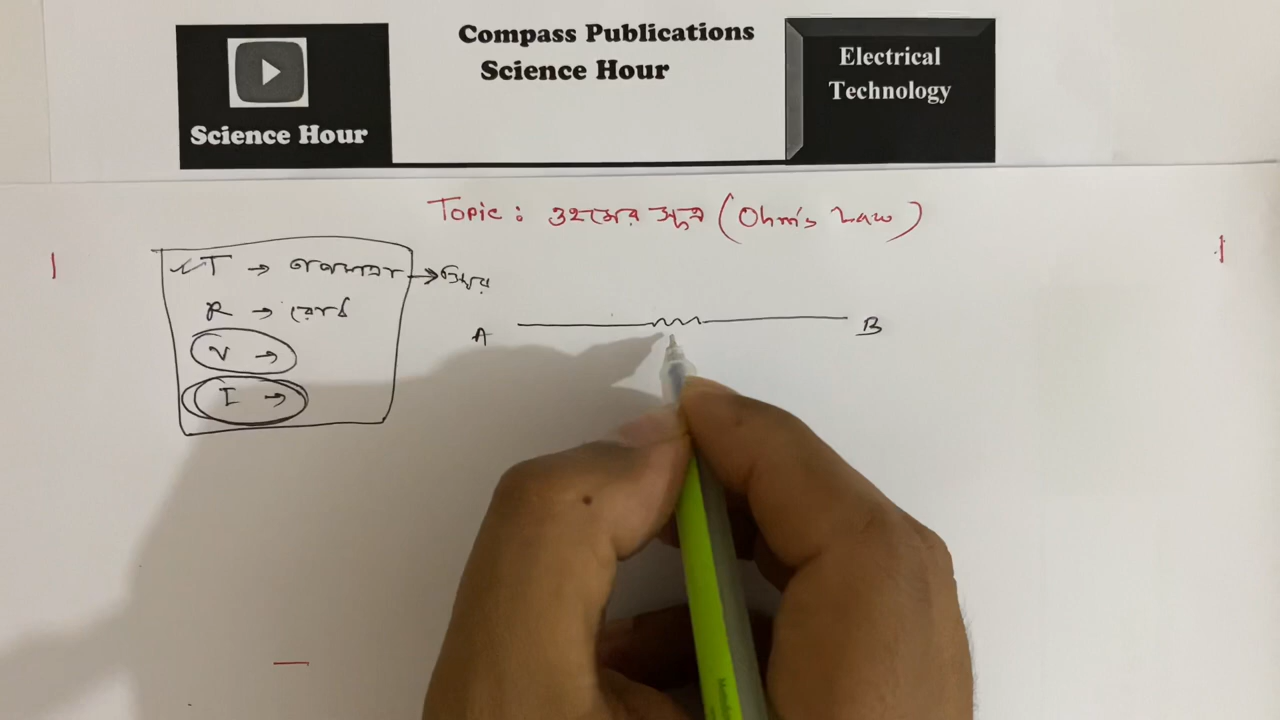 Compass Publications
Science Hour
Science Hour
Electrical
Technology
Topic: ওহমের সূত্র (Ohm's Law)
T → তাপমাত্রা → স্থির
R → রোধ
V →
I →
A
B